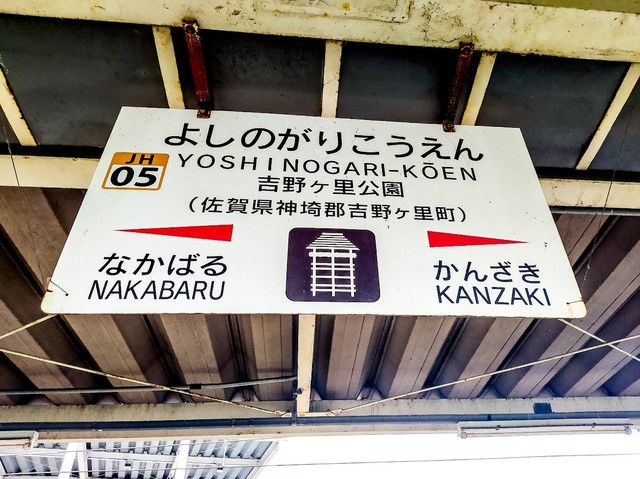 よしのがりこうえん
JH
05
YOSHINOGARI-KŌEN
吉野ヶ里公園
(佐賀県神埼郡吉野ヶ里町)
なかばる
かんざき
NAKABARU
KANZAKI